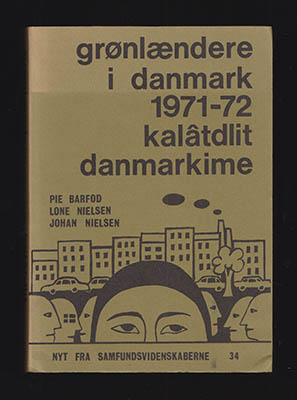 grønlændere
i danmark
1971-72
kalâtdlit
danmarkime
PIE BARFOD
LONE NIELSEN
JOHAN NIELSEN
NYT FRA SAMFUNDSVIDENSKABERNE 34